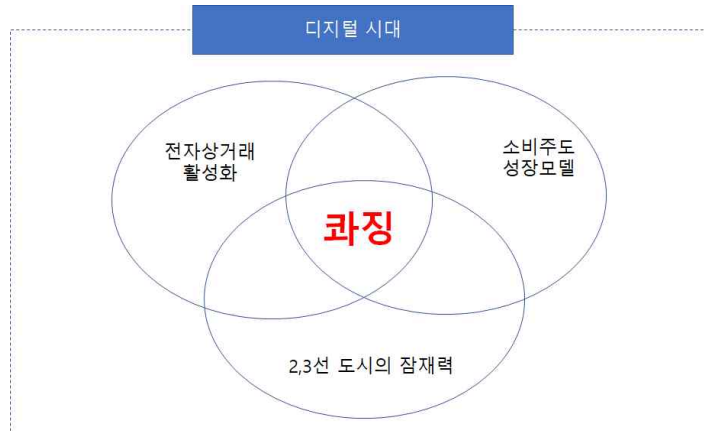 디지털 시대
전자상거래
활성화
소비주도
성장모델
콰징
2,3선 도시의 잠재력